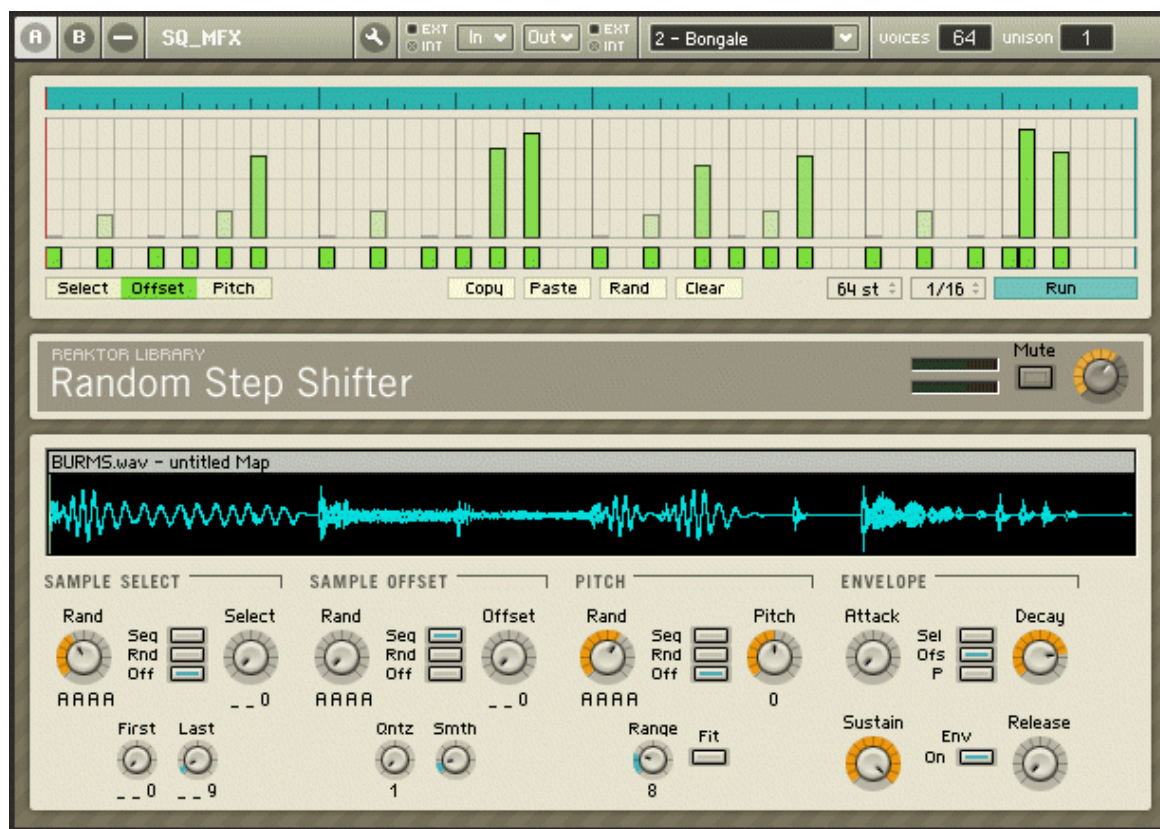 A B SQ_MFX EXT INT In Out EXT INT 2 - Bongale VOICES 64 UNISON 1
Select Offset Pitch Copy Paste Rand Clear 64 st 1/16 Run
REAKTOR LIBRARY
Random Step Shifter
Mute
BURMS.wav - untitled Map
SAMPLE SELECT SAMPLE OFFSET PITCH ENVELOPE
Rand Select Rand Offset Rand Pitch Attack Decay
Seq Seq Seq Sel
Rnd Rnd Rnd Ofs
Off Off Off P
AAAA _ _ 0 AAAA _ _ 0 AAAA 0
First Last Qntz Smth Range Fit Sustain Env Release
On
_ _ 0 _ _ 9 1 8